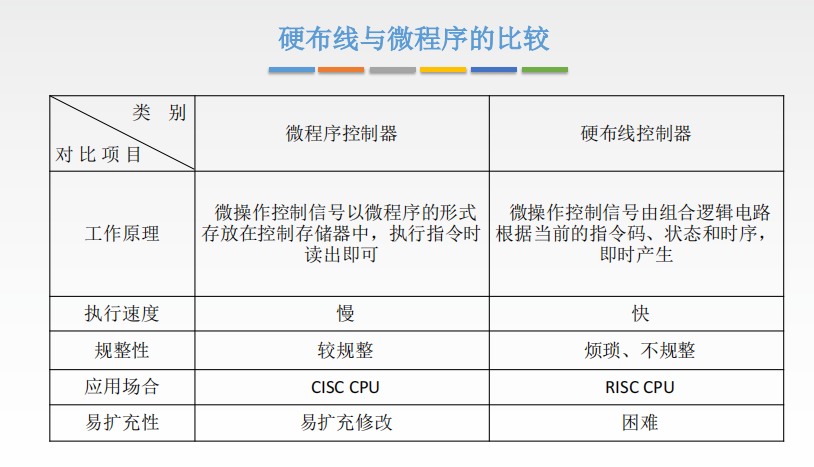 硬布线与微程序的比较
类 别
对比项目
微程序控制器
硬布线控制器
工作原理
微操作控制信号以微程序的形式
存放在控制存储器中，执行指令时
读出即可
微操作控制信号由组合逻辑电路
根据当前的指令码、状态和时序，
即时产生
执行速度
慢
快
规整性
较规整
烦琐、不规整
应用场合
CISC CPU
RISC CPU
易扩充性
易扩充修改
困难